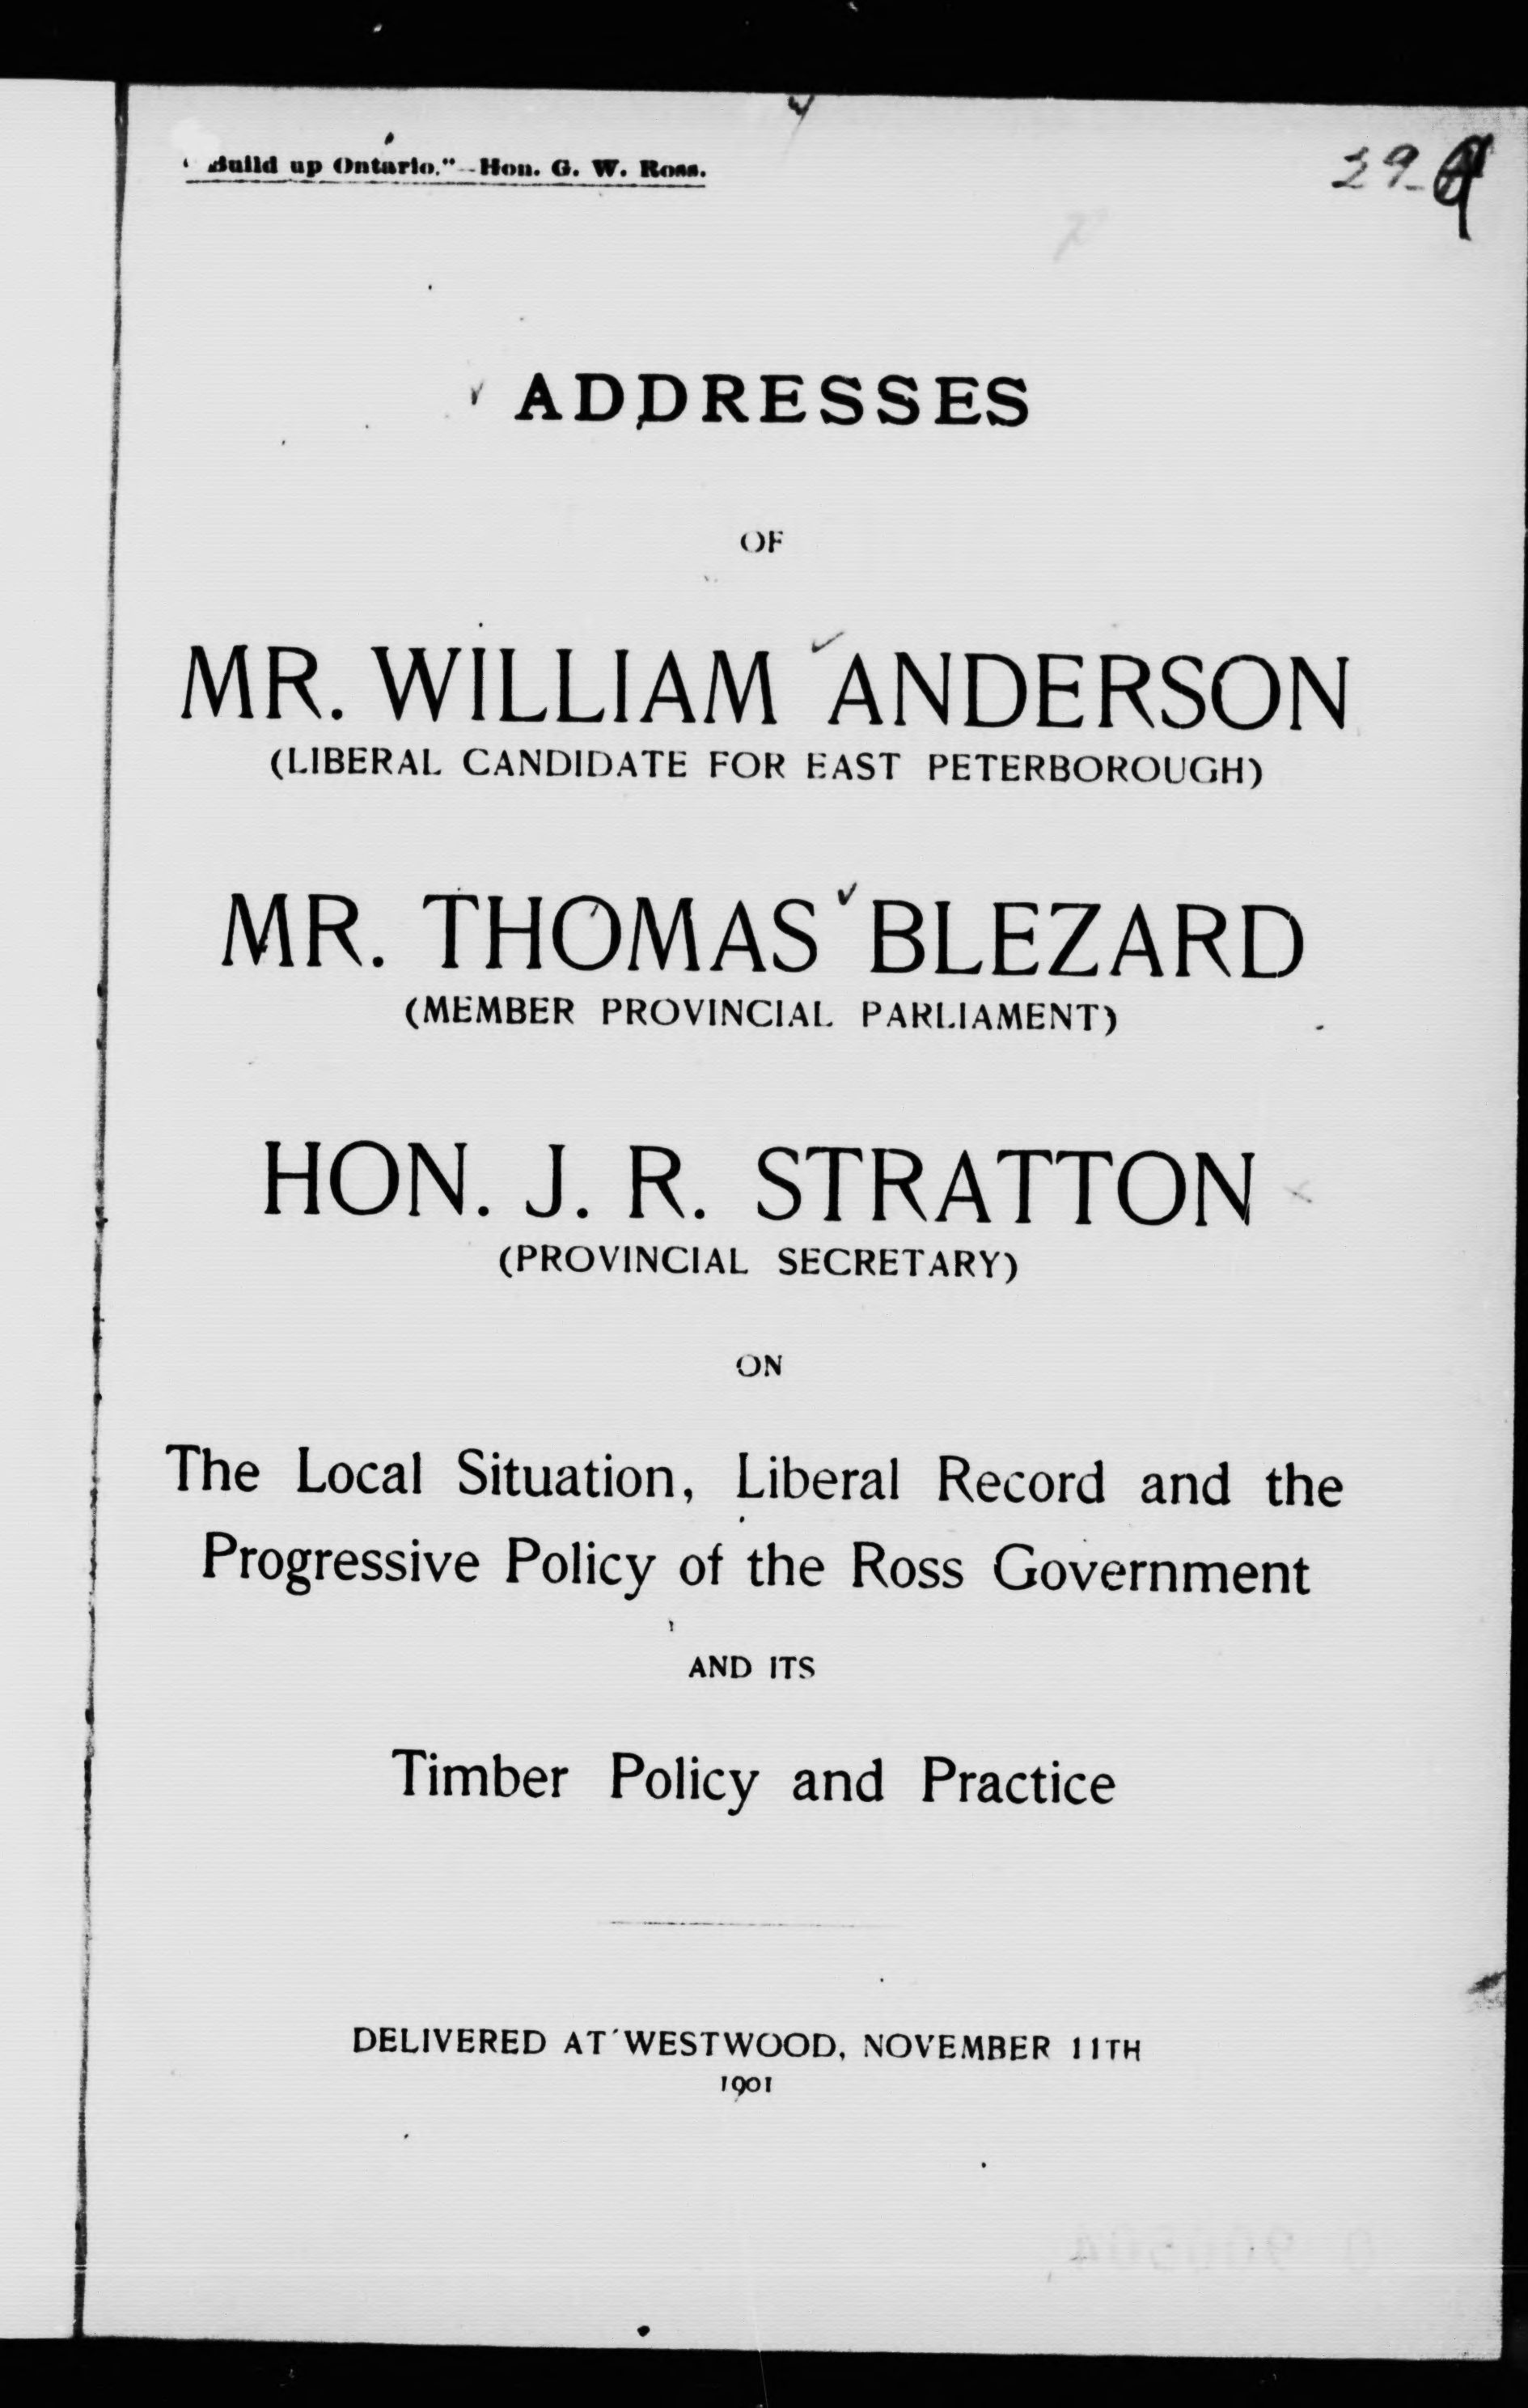 "Build up Ontario."--Hon. G. W. Ross.
ADDRESSES
OF
MR. WILLIAM ANDERSON
(LIBERAL CANDIDATE FOR EAST PETERBOROUGH)
MR. THOMAS BLEZARD
(MEMBER PROVINCIAL PARLIAMENT)
HON. J. R. STRATTON
(PROVINCIAL SECRETARY)
ON
The Local Situation, Liberal Record and the
Progressive Policy of the Ross Government
AND ITS
Timber Policy and Practice
DELIVERED AT WESTWOOD, NOVEMBER 11TH
1901